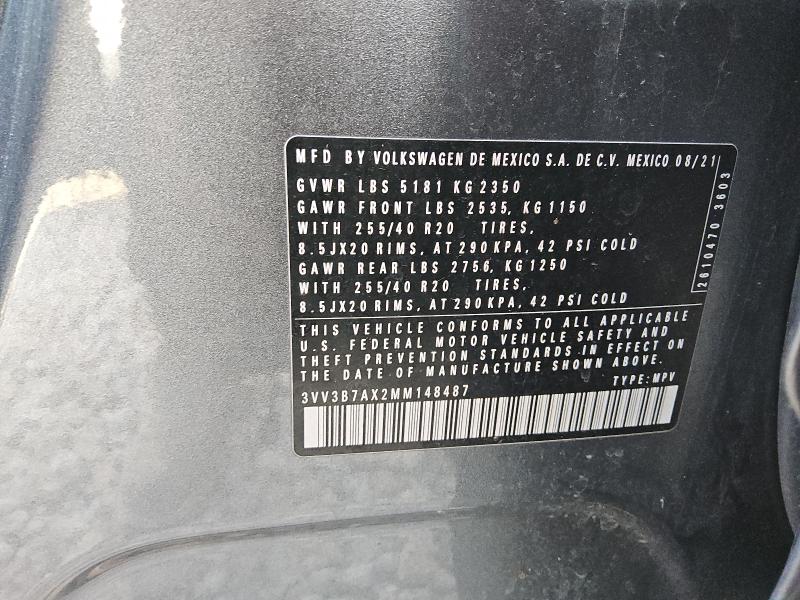 MFD BY VOLKSWAGEN DE MEXICO S.A. DE C.V. MEXICO 08/21
GVWR LBS 5181 KG 2350
GAWR FRONT LBS 2535, KG 1150
WITH 255/40 R20 TIRES,
8.5JX20 RIMS, AT 290 KPA, 42 PSI COLD
GAWR REAR LBS 2756, KG 1250
WITH 255/40 R20 TIRES,
8.5JX20 RIMS, AT 290 KPA, 42 PSI COLD
2610470 3603
THIS VEHICLE CONFORMS TO ALL APPLICABLE
U.S. FEDERAL MOTOR VEHICLE SAFETY AND
THEFT PREVENTION STANDARDS IN EFFECT ON
THE DATE OF MANUFACTURE SHOWN ABOVE.
3VV3B7AX2MM148487 TYPE: MPV